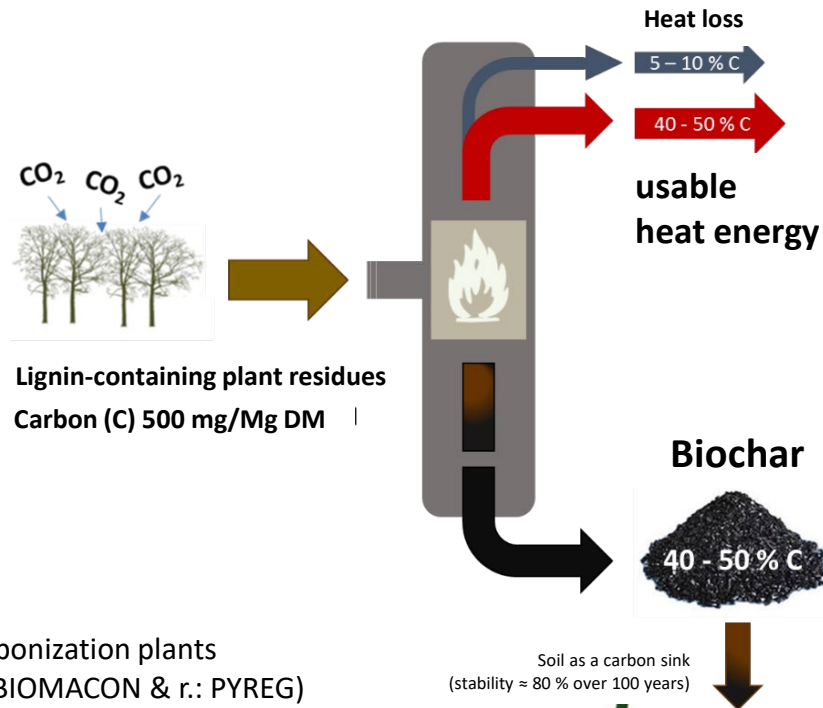 Heat loss
5 – 10 % C
40 - 50 % C
usable
heat energy
CO₂ CO₂ CO₂
Lignin-containing plant residues
Carbon (C) 500 mg/Mg DM
Biochar
40 - 50 % C
bonization plants
BIOMACON & r.: PYREG)
Soil as a carbon sink
(stability ≈ 80 % over 100 years)